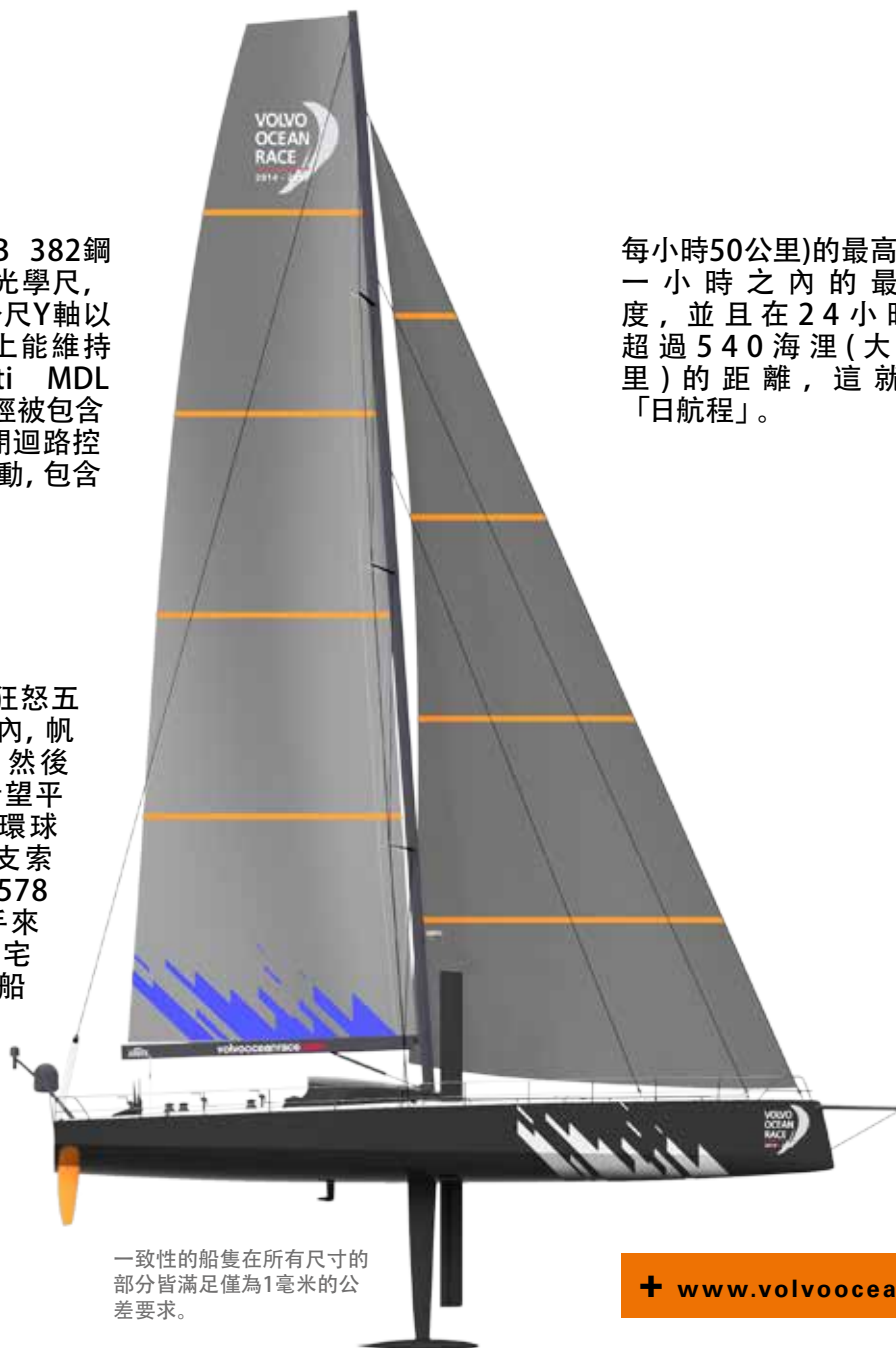 VOLVO
OCEAN
RACE
3 382鋼
光學尺,
尺Y軸以
上能維持
ti MDL
徑被包含
閉迴路控
動,包含
狂怒五
內,帆
然後
望平
環球
支索
578
手來
宅
船
每小時50公里)的最高
一小時之內的最
度,並且在24小時
超過540海浬(大
里)的距離,這就
「日航程」。
volvooceanrace
VOLVO
OCEAN
RACE
一致性的船隻在所有尺寸的
部分皆滿足僅為1毫米的公
差要求。
+ www.volvoocea